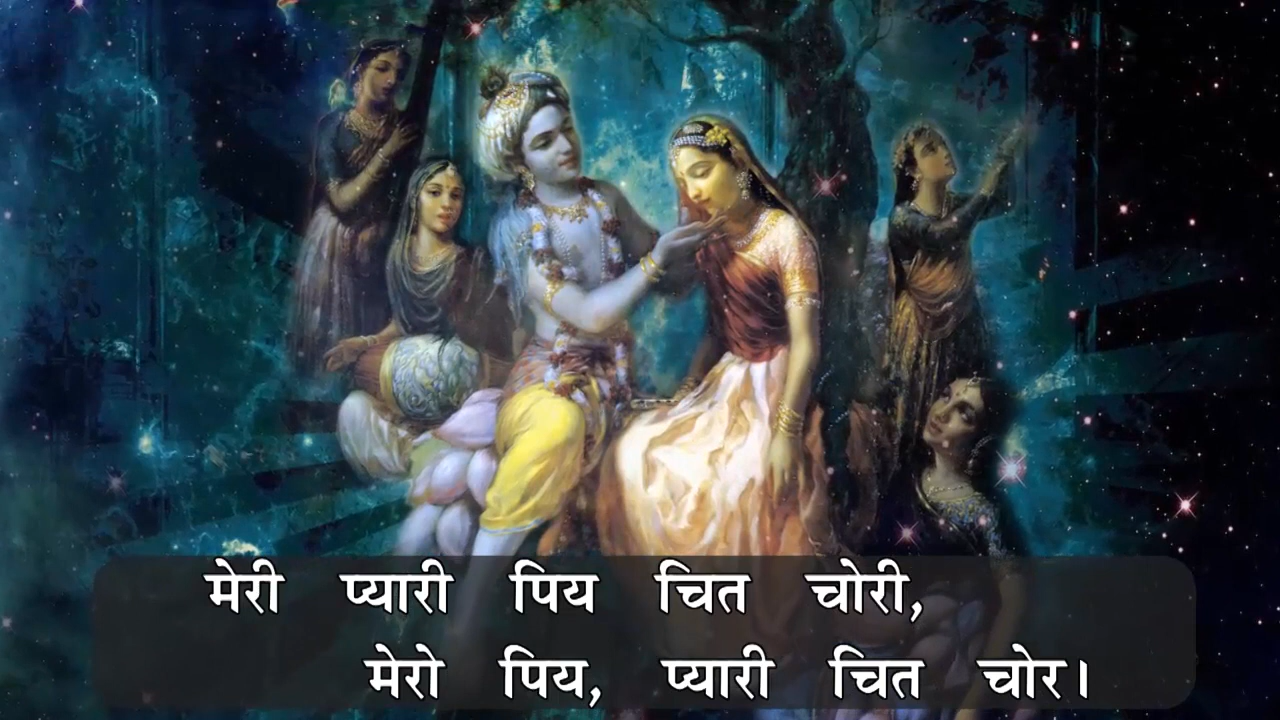 मेरी प्यारी पिय चित चोरी,
मेरो पिय, प्यारी चित चोर।